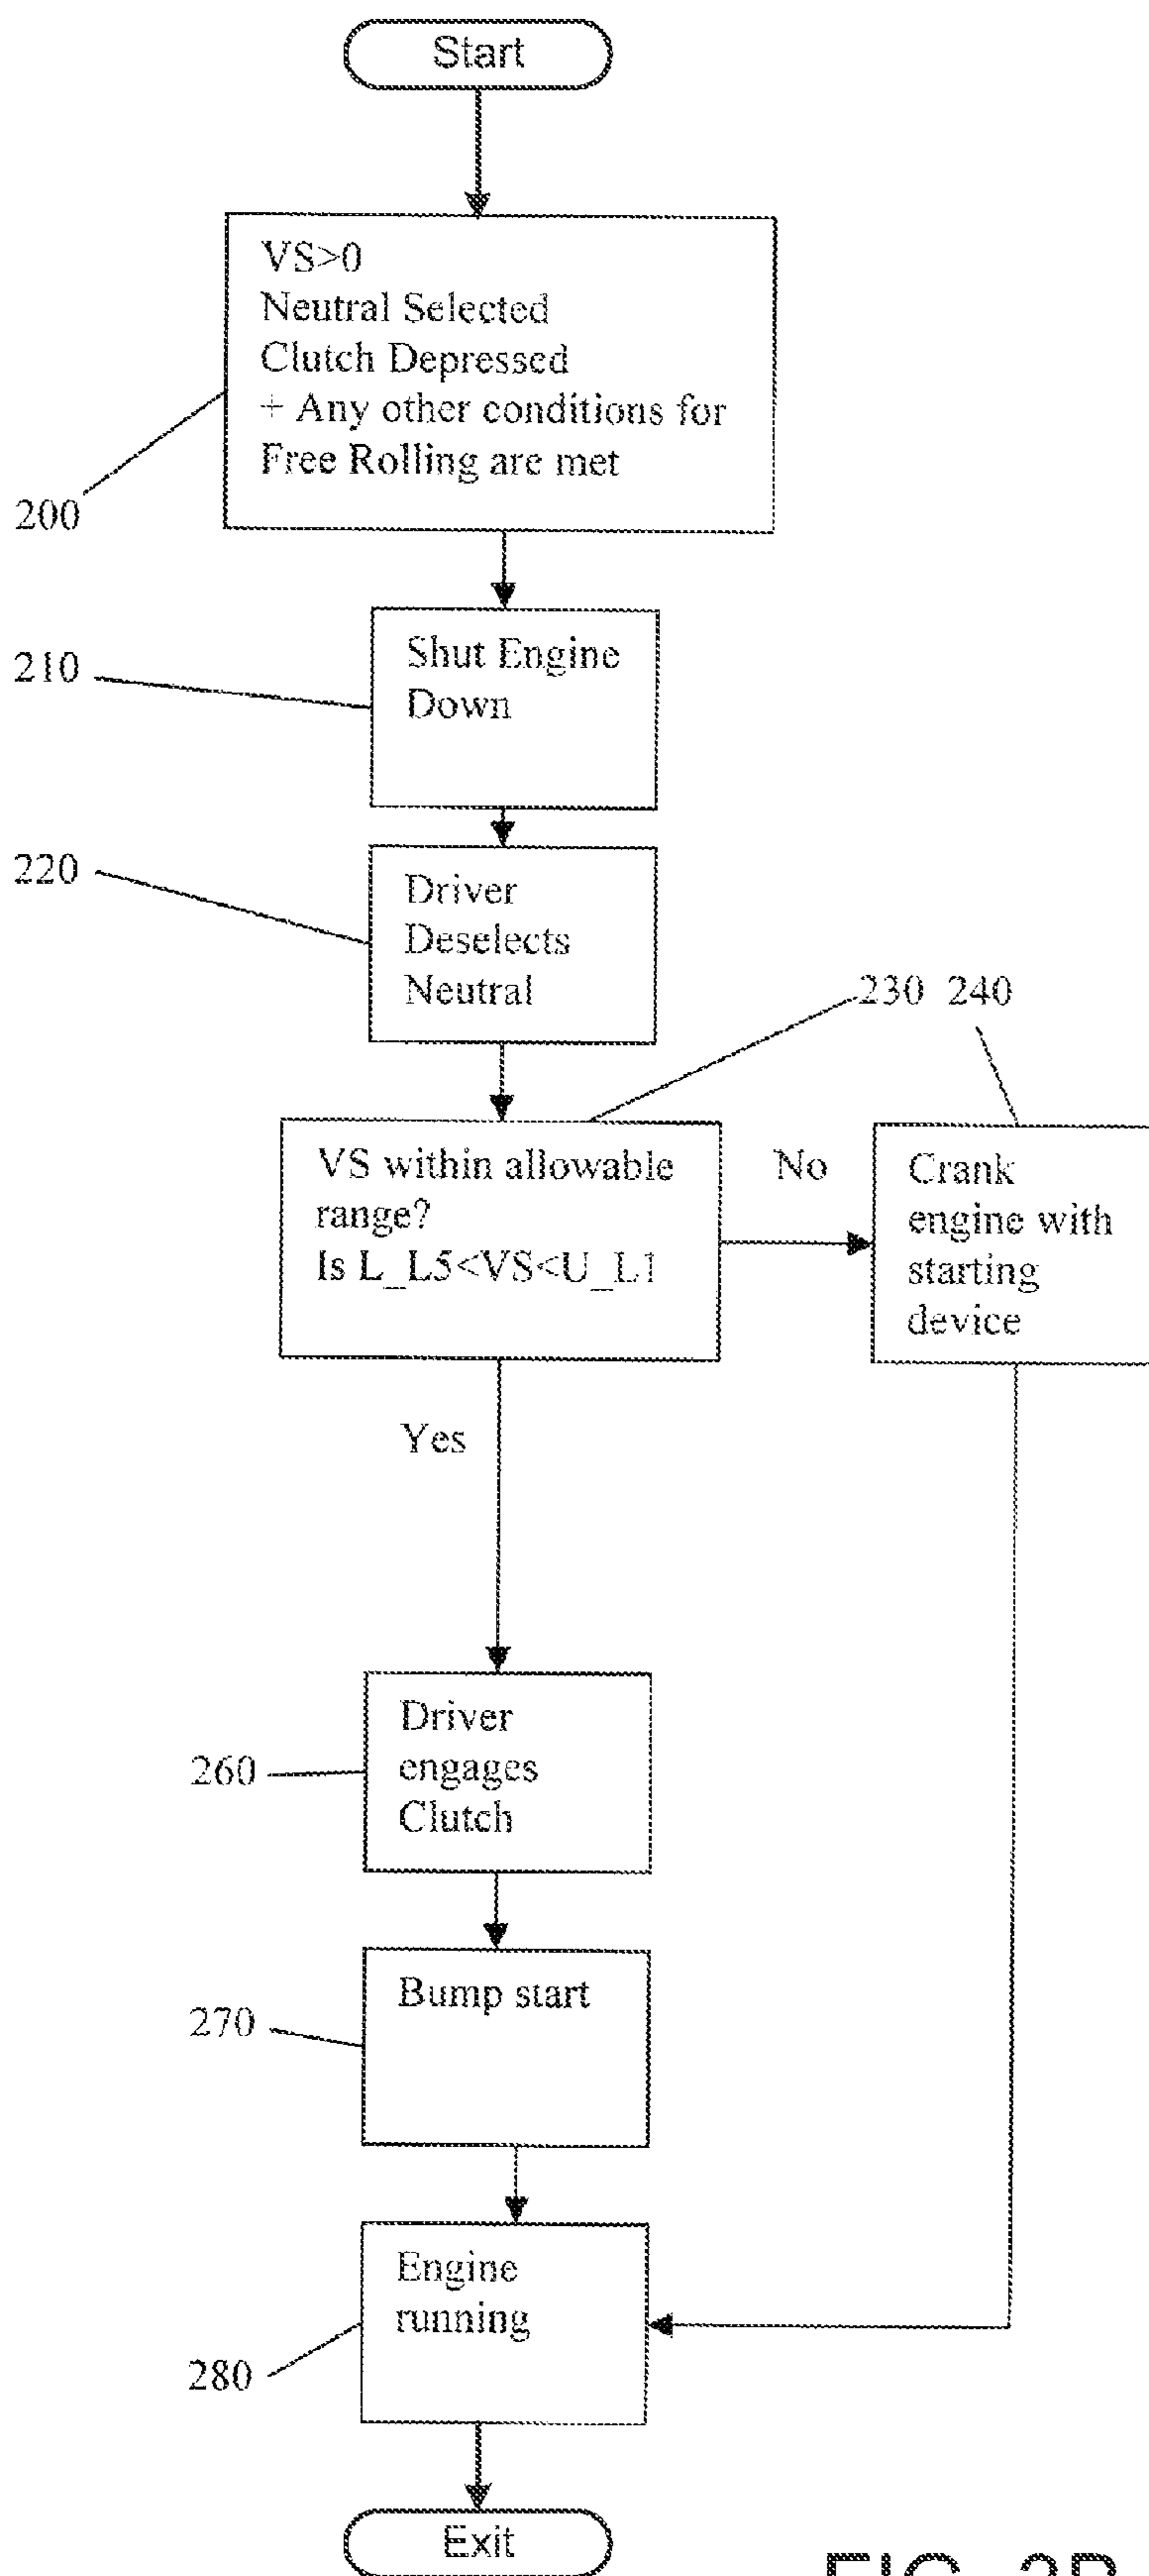 Start
VS>0
Neutral Selected
Clutch Depressed
+ Any other conditions for
Free Rolling are met
200
Shut Engine
Down
210
Driver
Deselects
Neutral
220
230 240
VS within allowable
range?
Is L_L5<VS<U_L1
No
Crank
engine with
starting
device
Yes
Driver
engages
Clutch
260
Bump start
270
Engine
running
280
Exit